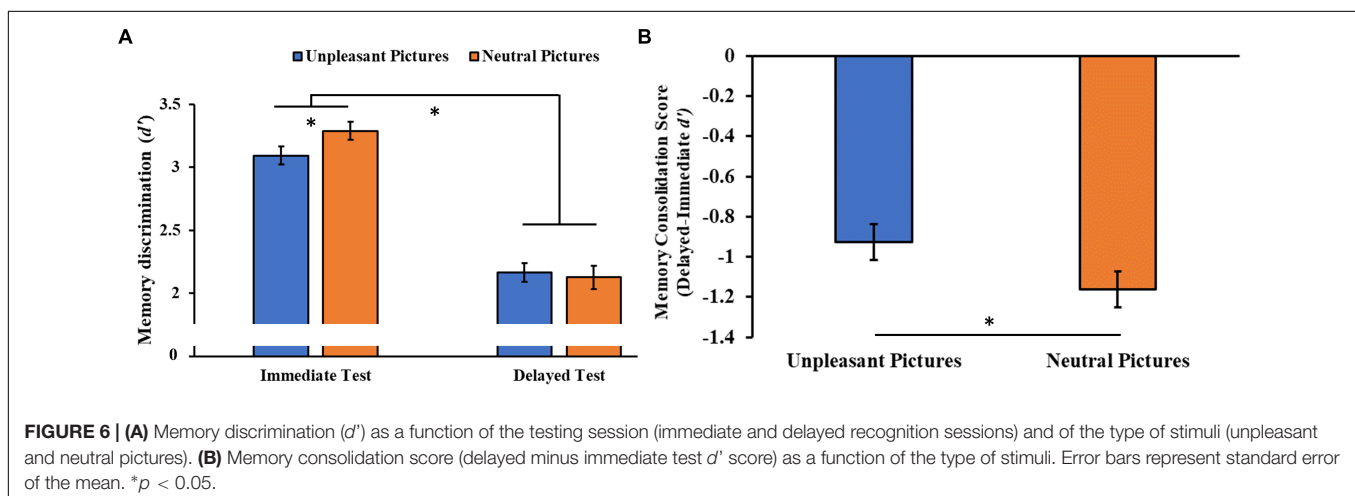 A
Unpleasant Pictures Neutral Pictures
Memory discrimination (d')
3.5
3
2.5
2
0
*
*
Immediate Test Delayed Test
B
Memory Consolidation Score
(Delayed-Immediate d')
0
-0.2
-0.4
-0.6
-0.8
-1
-1.2
-1.4
*
Unpleasant Pictures Neutral Pictures
FIGURE 6 | (A) Memory discrimination (d’) as a function of the testing session (immediate and delayed recognition sessions) and of the type of stimuli (unpleasant
and neutral pictures). (B) Memory consolidation score (delayed minus immediate test d’ score) as a function of the type of stimuli. Error bars represent standard error
of the mean. *p < 0.05.